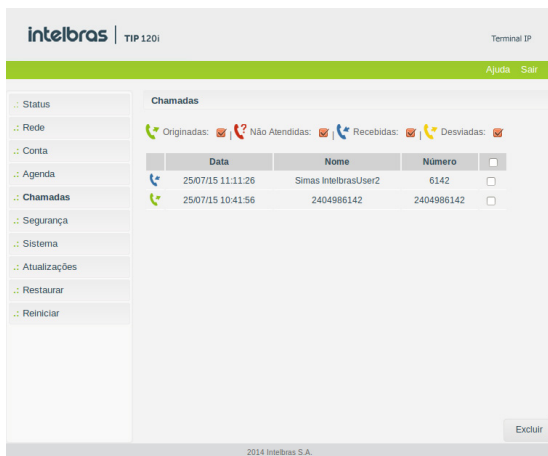 intelbras | TIP 120i
Terminal IP
Ajuda Sair
.: Status
.: Rede
.: Conta
.: Agenda
.: Chamadas
.: Segurança
.: Sistema
.: Atualizações
.: Restaurar
.: Reiniciar
Chamadas
Originadas: | Não Atendidas: | Recebidas: | Desviadas:
Data Nome Número
25/07/15 11:11:26 Simas IntelbrasUser2 6142
25/07/15 10:41:56 2404986142 2404986142
Excluir
2014 Intelbras S.A.